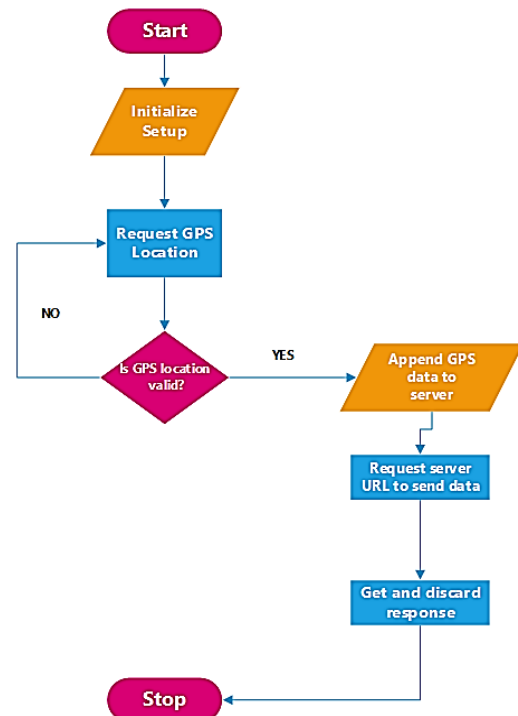 Start
Initialize
Setup
Request GPS
Location
NO
Is GPS location
valid?
YES
Append GPS
data to
server
Request server
URL to send data
Get and discard
response
Stop